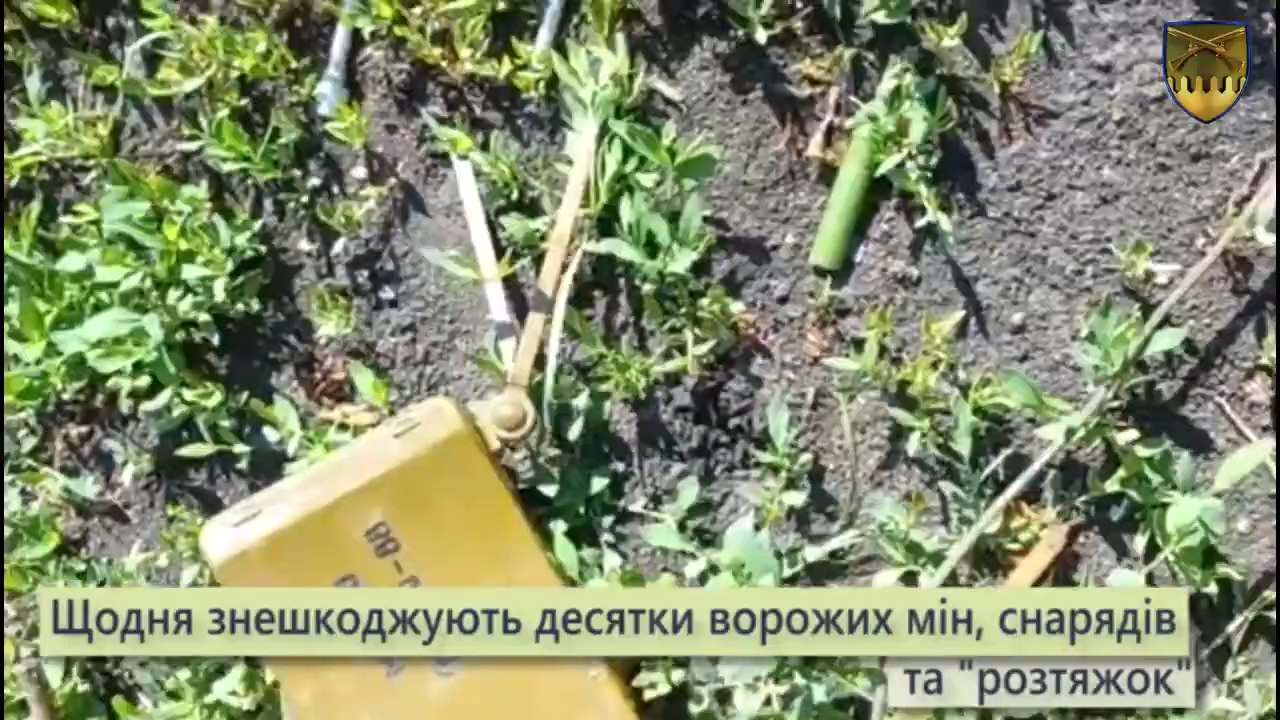 Щодня знешкоджують десятки ворожих мін, снарядів
та "розтяжок"